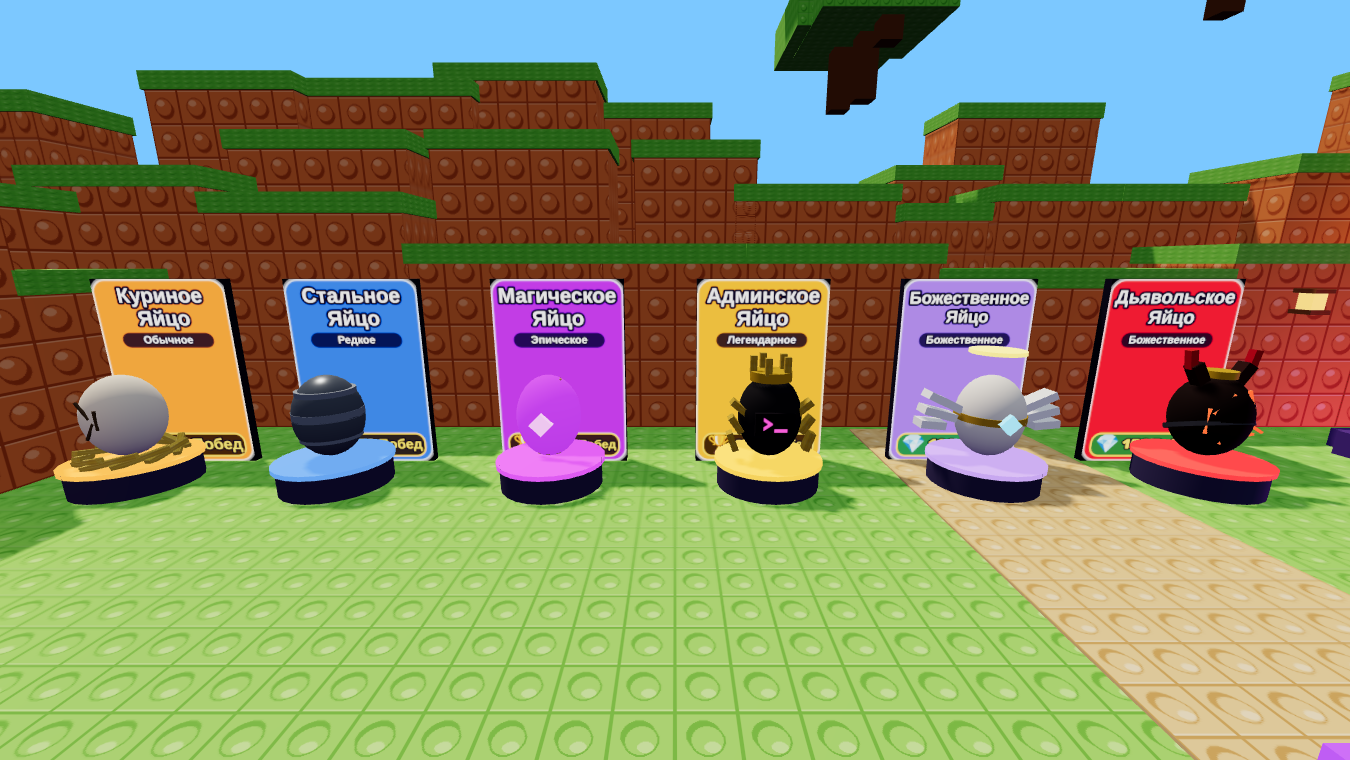 Куриное
Яйцо
Обычное
Стальное
Яйцо
Редкое
Магическое
Яйцо
Эпическое
Админское
Яйцо
Легендарное
>_
Божественное
Яйцо
Божественное
Дьявольское
Яйцо
Божественное